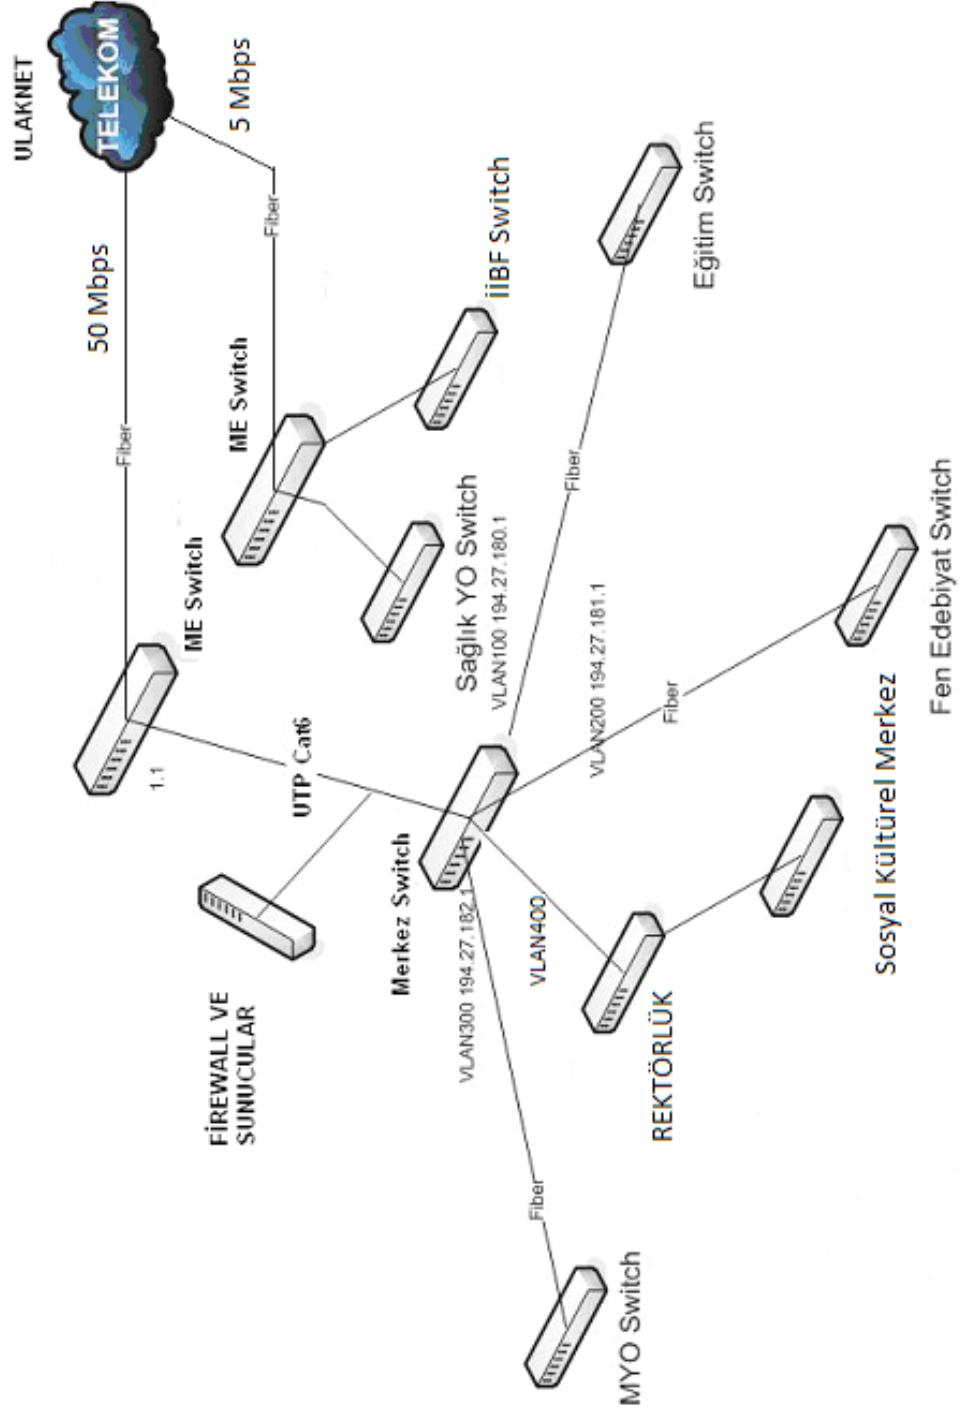 ULAKNET
TELEKOM
50 Mbps
5 Mbps
Fiber
Fiber
ME Switch
ME Switch
İİBF Switch
Sağlık YO Switch
1.1
UTP Cat6
FİREWALL VE
SUNUCULAR
Merkez Switch
VLAN100 194.27.180.1
Fiber
Eğitim Switch
VLAN200 194.27.181.1
Fiber
Fen Edebiyat Switch
VLAN300 194.27.182.1
Fiber
MYO Switch
VLAN400
REKTÖRLÜK
Sosyal Kültürel Merkez